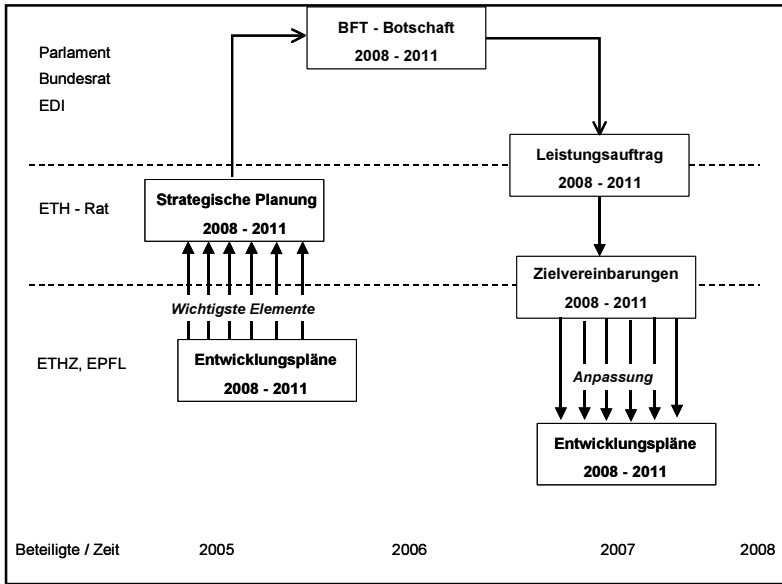 BFT - Botschaft
2008 - 2011
Parlament
Bundesrat
EDI
Leistungsauftrag
2008 - 2011
Strategische Planung
2008 - 2011
ETH - Rat
Zielvereinbarungen
2008 - 2011
Wichtigste Elemente
Entwicklungspläne
2008 - 2011
ETHZ, EPFL
Anpassung
Entwicklungspläne
2008 - 2011
Beteiligte / Zeit 2005 2006 2007 2008